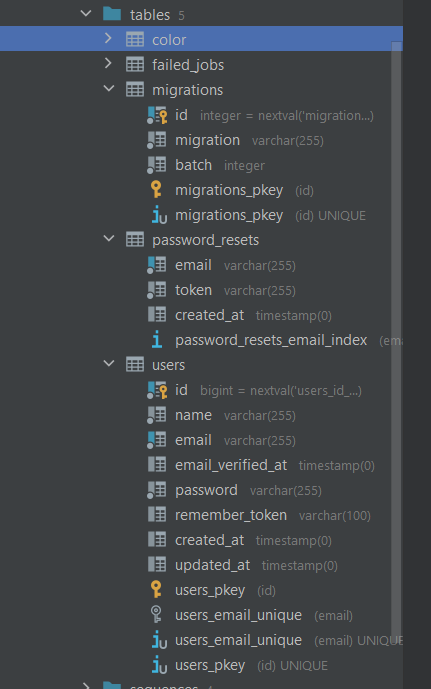 tables 5
color
failed_jobs
migrations
id integer = nextval('migration...)
migration varchar(255)
batch integer
migrations_pkey (id)
migrations_pkey (id) UNIQUE
password_resets
email varchar(255)
token varchar(255)
created_at timestamp(0)
password_resets_email_index (ema
users
id bigint = nextval('users_id_...)
name varchar(255)
email varchar(255)
email_verified_at timestamp(0)
password varchar(255)
remember_token varchar(100)
created_at timestamp(0)
updated_at timestamp(0)
users_pkey (id)
users_email_unique (email)
users_email_unique (email) UNIQUE
users_pkey (id) UNIQUE
sequences